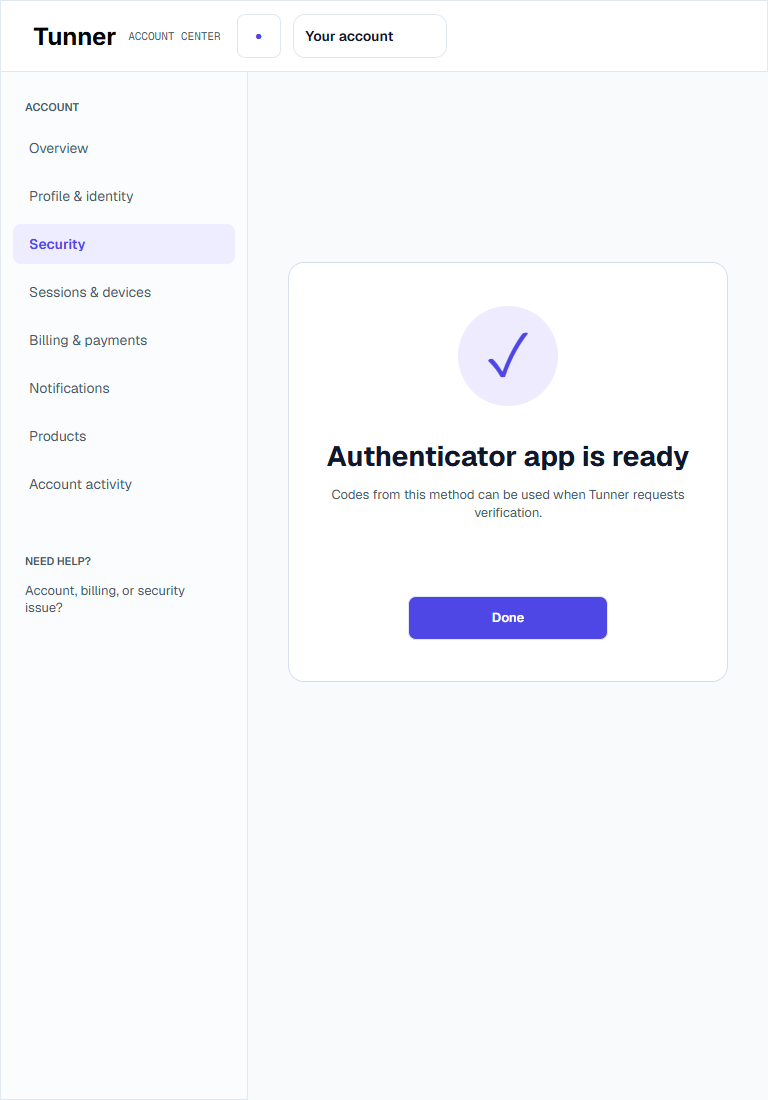 Tunner ACCOUNT CENTER Your account
ACCOUNT
Overview
Profile & identity
Security
Sessions & devices
Billing & payments
Notifications
Products
Account activity
NEED HELP?
Account, billing, or security
issue?
Authenticator app is ready
Codes from this method can be used when Tunner requests
verification.
Done